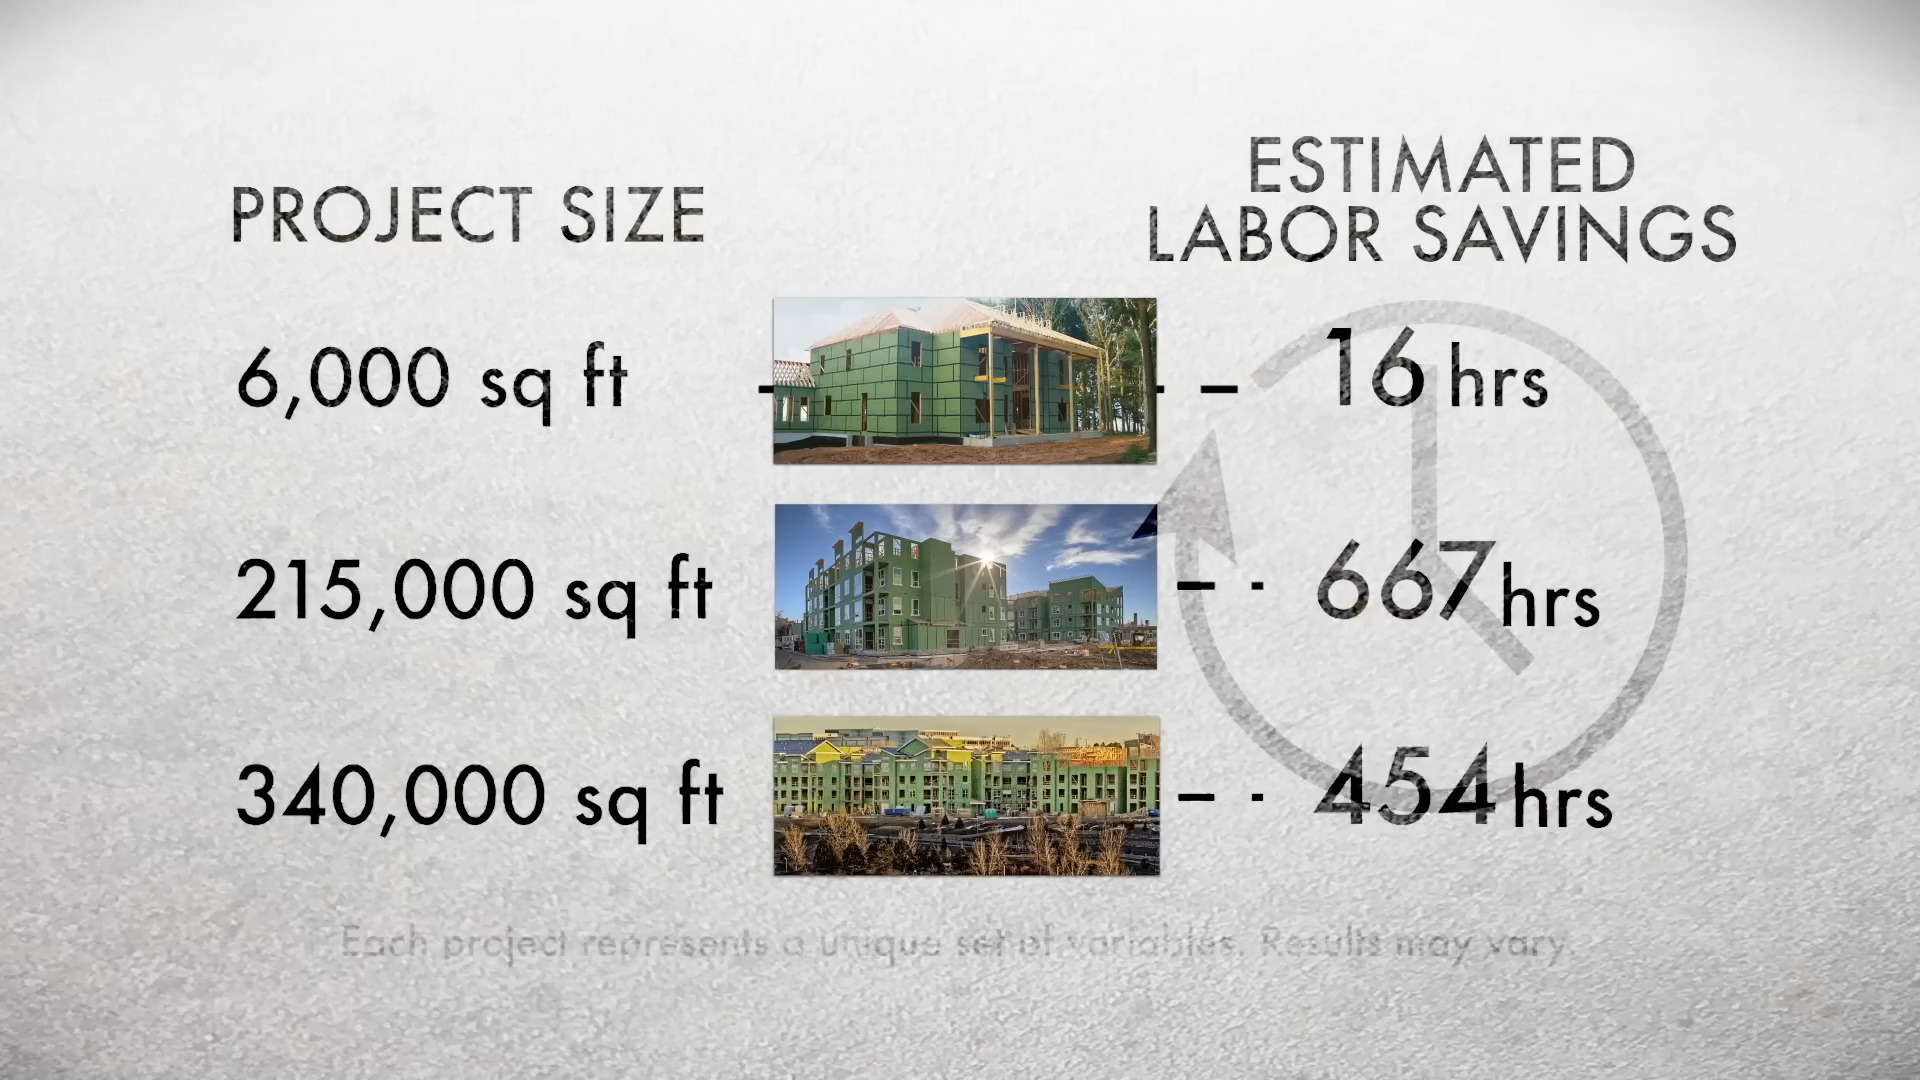 PROJECT SIZE
ESTIMATED
LABOR SAVINGS
6,000 sq ft
16 hrs
215,000 sq ft
667 hrs
340,000 sq ft
454 hrs
Each project represents a unique set of variables. Results may vary.